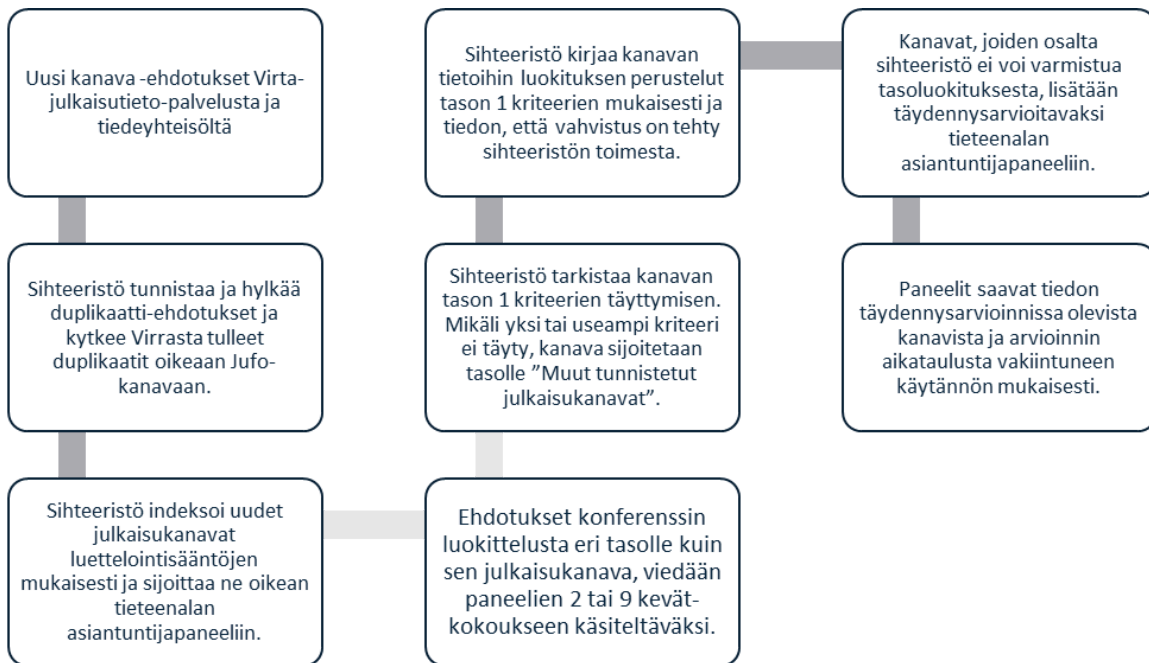 Uusi kanava -ehdotukset Virta-
julkaisutieto-palvelusta ja
tiedeyhteisöltä
Sihteeristö tunnistaa ja hylkää
duplikaatti-ehdotukset ja
kytkee Virrasta tulleet
duplikaatit oikeaan Jufo-
kanavaan.
Sihteeristö indeksoi uudet
julkaisukanavat
luettelointisääntöjen
mukaisesti ja sijoittaa ne oikean
tieteenalan
asiantuntijapaneeliin.
Ehdotukset konferenssin
luokittelusta eri tasolle kuin
sen julkaisukanava, viedään
paneelien 2 tai 9 kevät-
kokoukseen käsiteltäväksi.
Sihteeristö tarkistaa kanavan
tason 1 kriteerien täyttymisen.
Mikäli yksi tai useampi kriteeri
ei täyty, kanava sijoitetaan
tasolle ”Muut tunnistetut
julkaisukanavat”.
Sihteeristö kirjaa kanavan
tietoihin luokituksen perustelut
tason 1 kriteerien mukaisesti ja
tiedon, että vahvistus on tehty
sihteeristön toimesta.
Kanavat, joiden osalta
sihteeristö ei voi varmistua
tasoluokituksesta, lisätään
täydennysarvioitavaksi
tieteenalan
asiantuntijapaneeliin.
Paneelit saavat tiedon
täydennysarvioinnissa olevista
kanavista ja arvioinnin
aikataulusta vakiintuneen
käytännön mukaisesti.